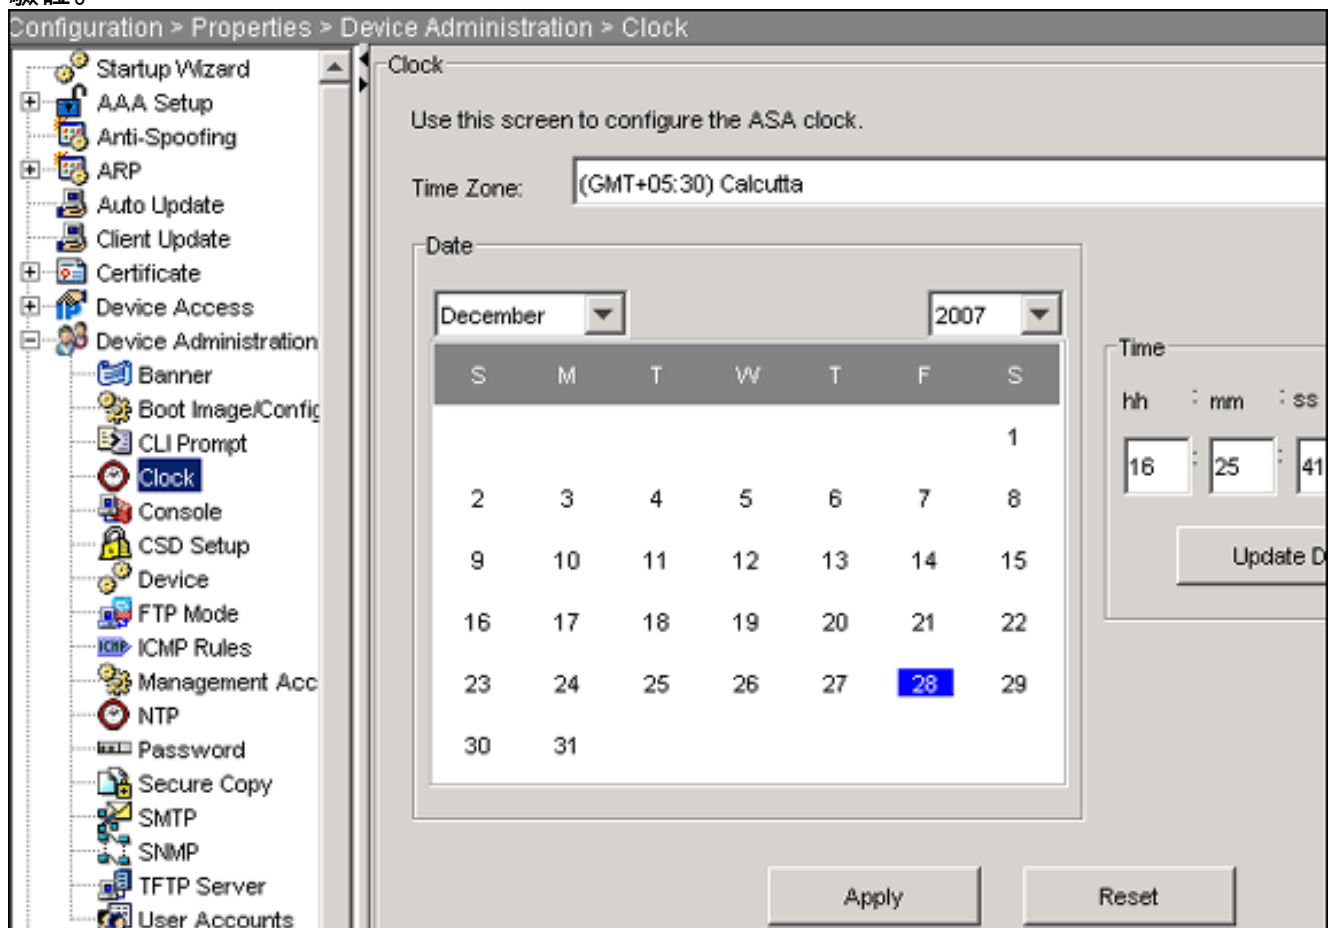 驗證。
Configuration > Properties > Device Administration > Clock
Startup Wizard
AAA Setup
Anti-Spoofing
ARP
Auto Update
Client Update
Certificate
Device Access
Device Administration
Banner
Boot Image/Config
CLI Prompt
Clock
Console
CSD Setup
Device
FTP Mode
ICMP ICMP Rules
Management Acc
NTP
Password
Secure Copy
SMTP
SNMP
TFTP Server
User Accounts
Clock
Use this screen to configure the ASA clock.
Time Zone: (GMT+05:30) Calcutta
Date
December 2007
S M T W T F S
1
2 3 4 5 6 7 8
9 10 11 12 13 14 15
16 17 18 19 20 21 22
23 24 25 26 27 28 29
30 31
Time
hh : mm : ss
16 : 25 : 41
Update D
Apply Reset